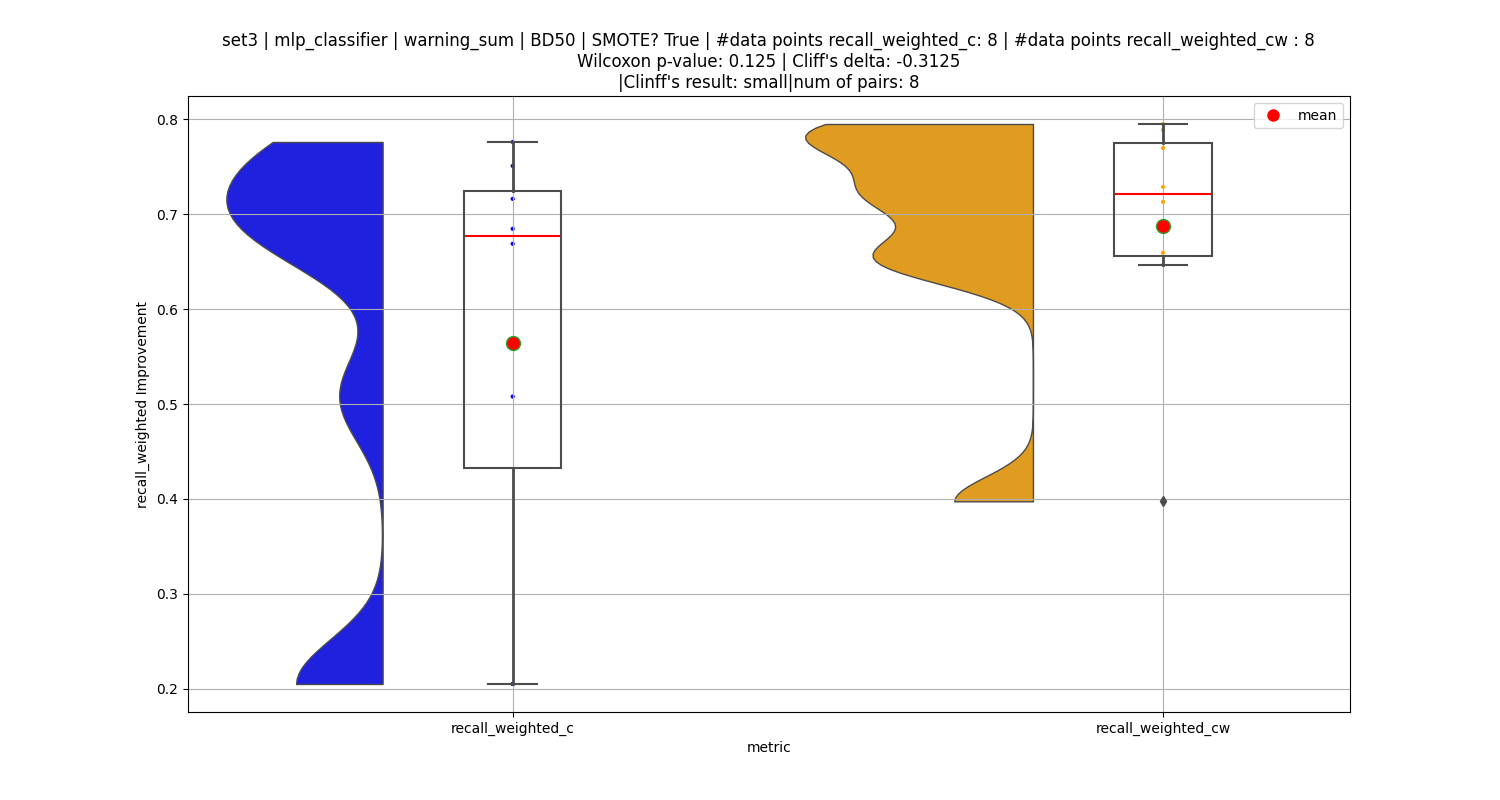 set3 | mlp_classifier | warning_sum | BD50 | SMOTE? True | #data points recall_weighted_c: 8 | #data points recall_weighted_cw : 8
Wilcoxon p-value: 0.125 | Cliff's delta: -0.3125
|Clinff's result: small|num of pairs: 8
mean
0.8
0.7
0.6
0.5
0.4
0.3
0.2
recall_weighted Improvement
recall_weighted_c
recall_weighted_cw
metric